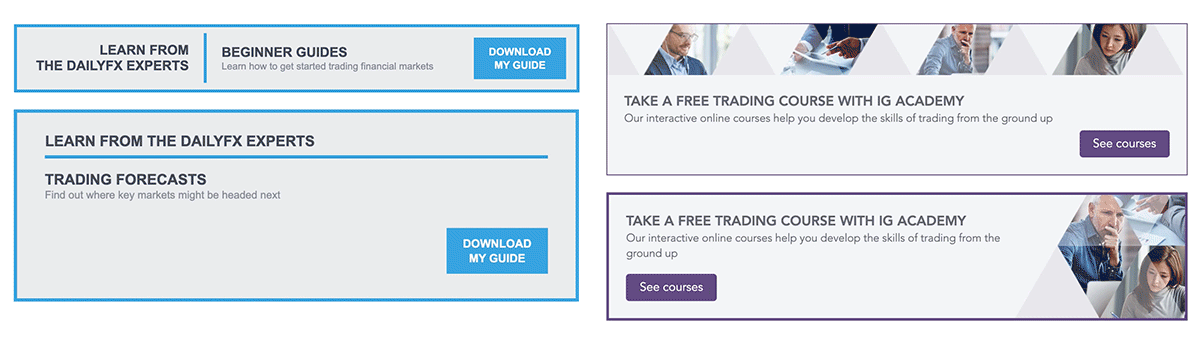 LEARN FROM
THE DAILYFX EXPERTS
BEGINNER GUIDES
Learn how to get started trading financial markets
DOWNLOAD
MY GUIDE
LEARN FROM THE DAILYFX EXPERTS
TRADING FORECASTS
Find out where key markets might be headed next
DOWNLOAD
MY GUIDE
TAKE A FREE TRADING COURSE WITH IG ACADEMY
Our interactive online courses help you develop the skills of trading from the ground up
See courses
TAKE A FREE TRADING COURSE WITH IG ACADEMY
Our interactive online courses help you develop the skills of trading from the
ground up
See courses